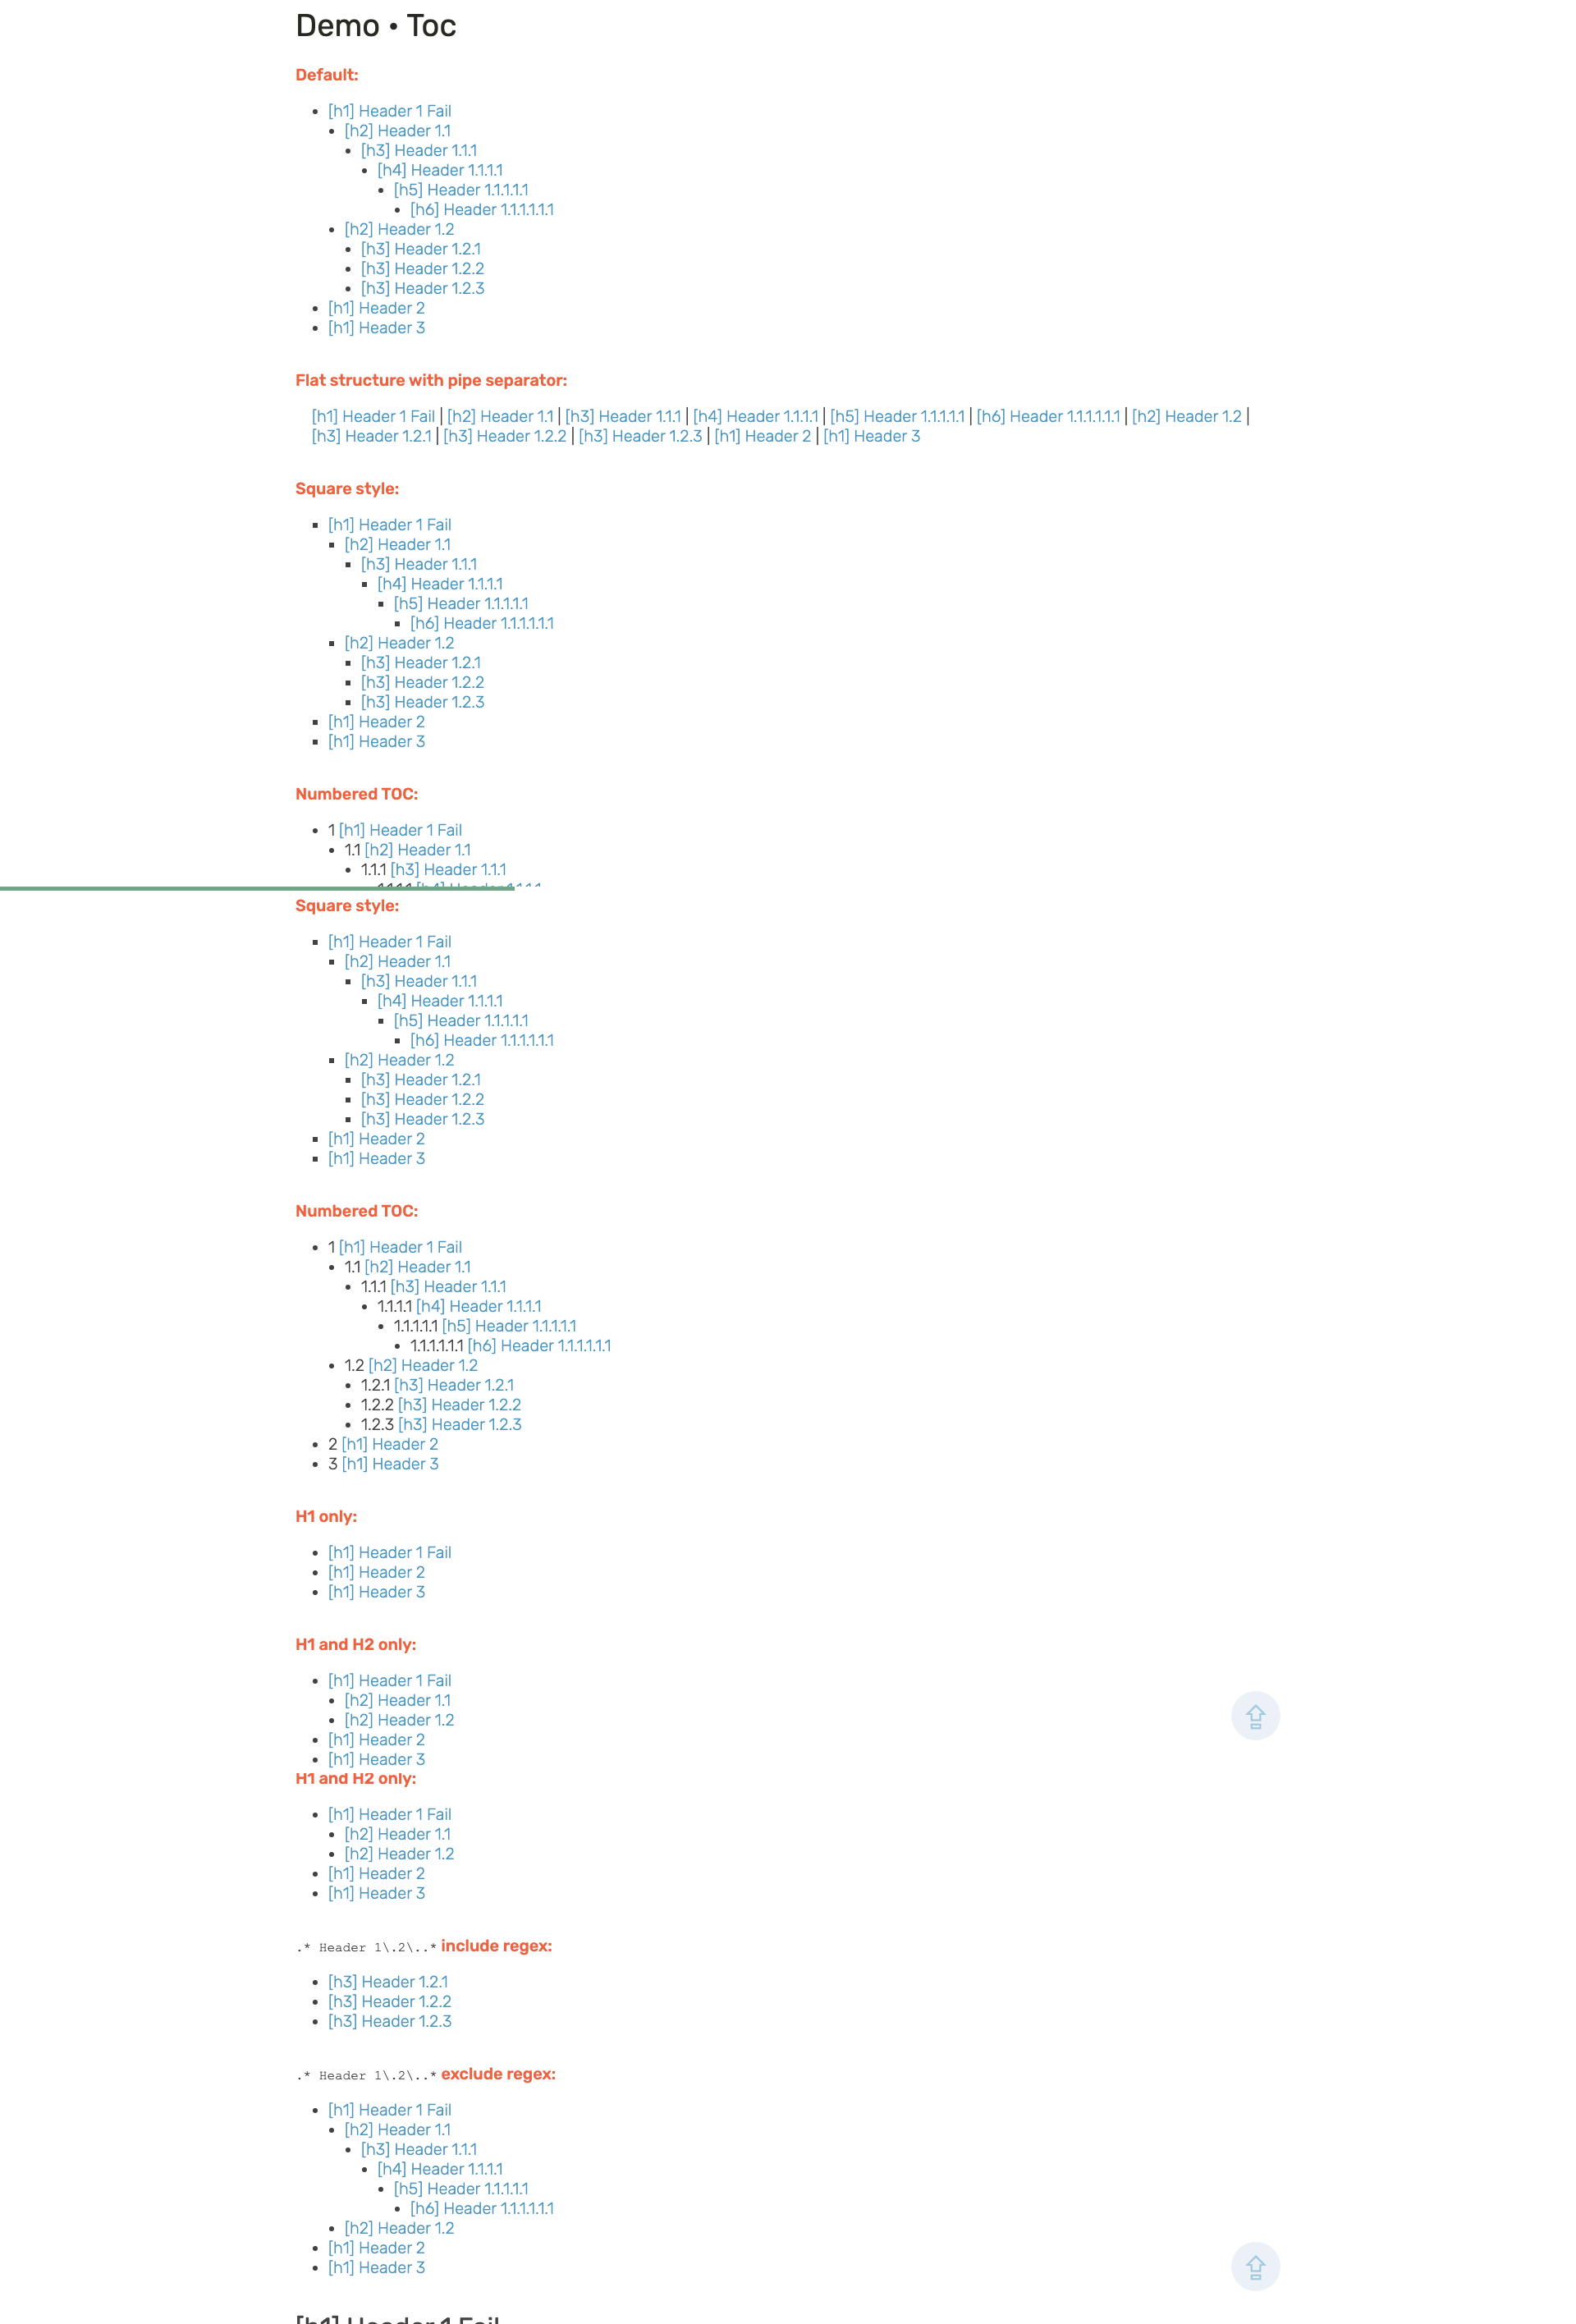 Demo • Toc
Default:
[h1] Header 1 Fail
[h2] Header 1.1
[h3] Header 1.1.1
[h4] Header 1.1.1.1
[h5] Header 1.1.1.1.1
[h6] Header 1.1.1.1.1.1
[h2] Header 1.2
[h3] Header 1.2.1
[h3] Header 1.2.2
[h3] Header 1.2.3
[h1] Header 2
[h1] Header 3
Flat structure with pipe separator:
[h1] Header 1 Fail | [h2] Header 1.1 | [h3] Header 1.1.1 | [h4] Header 1.1.1.1 | [h5] Header 1.1.1.1.1 | [h6] Header 1.1.1.1.1.1 | [h2] Header 1.2 |
[h3] Header 1.2.1 | [h3] Header 1.2.2 | [h3] Header 1.2.3 | [h1] Header 2 | [h1] Header 3
Square style:
[h1] Header 1 Fail
[h2] Header 1.1
[h3] Header 1.1.1
[h4] Header 1.1.1.1
[h5] Header 1.1.1.1.1
[h6] Header 1.1.1.1.1.1
[h2] Header 1.2
[h3] Header 1.2.1
[h3] Header 1.2.2
[h3] Header 1.2.3
[h1] Header 2
[h1] Header 3
Numbered TOC:
1 [h1] Header 1 Fail
1.1 [h2] Header 1.1
1.1.1 [h3] Header 1.1.1
1.1.1.1 [h4] Header 1.1.1.1
Square style:
[h1] Header 1 Fail
[h2] Header 1.1
[h3] Header 1.1.1
[h4] Header 1.1.1.1
[h5] Header 1.1.1.1.1
[h6] Header 1.1.1.1.1.1
[h2] Header 1.2
[h3] Header 1.2.1
[h3] Header 1.2.2
[h3] Header 1.2.3
[h1] Header 2
[h1] Header 3
Numbered TOC:
1 [h1] Header 1 Fail
1.1 [h2] Header 1.1
1.1.1 [h3] Header 1.1.1
1.1.1.1 [h4] Header 1.1.1.1
1.1.1.1.1 [h5] Header 1.1.1.1.1
1.1.1.1.1.1 [h6] Header 1.1.1.1.1.1
1.2 [h2] Header 1.2
1.2.1 [h3] Header 1.2.1
1.2.2 [h3] Header 1.2.2
1.2.3 [h3] Header 1.2.3
2 [h1] Header 2
3 [h1] Header 3
H1 only:
[h1] Header 1 Fail
[h1] Header 2
[h1] Header 3
H1 and H2 only:
[h1] Header 1 Fail
[h2] Header 1.1
[h2] Header 1.2
[h1] Header 2
[h1] Header 3
H1 and H2 only:
[h1] Header 1 Fail
[h2] Header 1.1
[h2] Header 1.2
[h1] Header 2
[h1] Header 3
.* Header 1\.2\..* include regex:
[h3] Header 1.2.1
[h3] Header 1.2.2
[h3] Header 1.2.3
.* Header 1\.2\..* exclude regex:
[h1] Header 1 Fail
[h2] Header 1.1
[h3] Header 1.1.1
[h4] Header 1.1.1.1
[h5] Header 1.1.1.1.1
[h6] Header 1.1.1.1.1.1
[h2] Header 1.2
[h1] Header 2
[h1] Header 3
[h1] Header 1 Fail